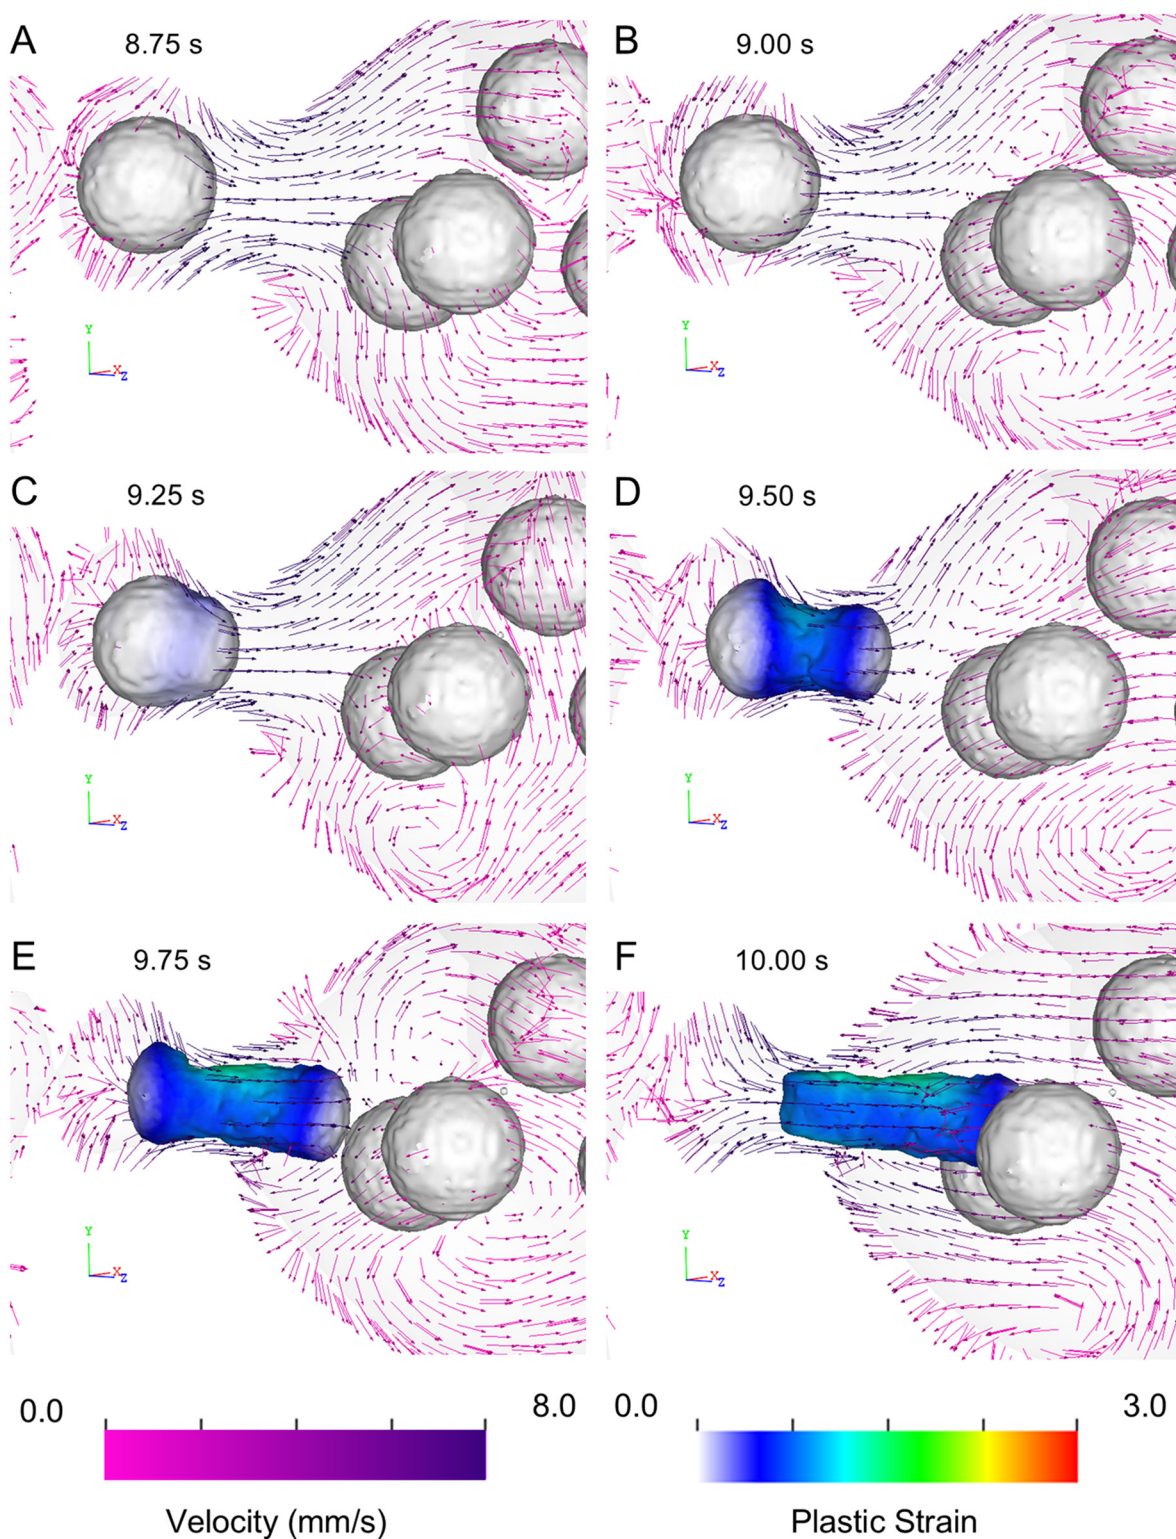 A 8.75 s
B 9.00 s
Y
X
Z
Y
X
Z
C 9.25 s
D 9.50 s
Y
X
Z
Y
X
Z
E 9.75 s
F 10.00 s
Y
X
Z
Y
X
Z
0.0 8.0
0.0 3.0
Velocity (mm/s)
Plastic Strain